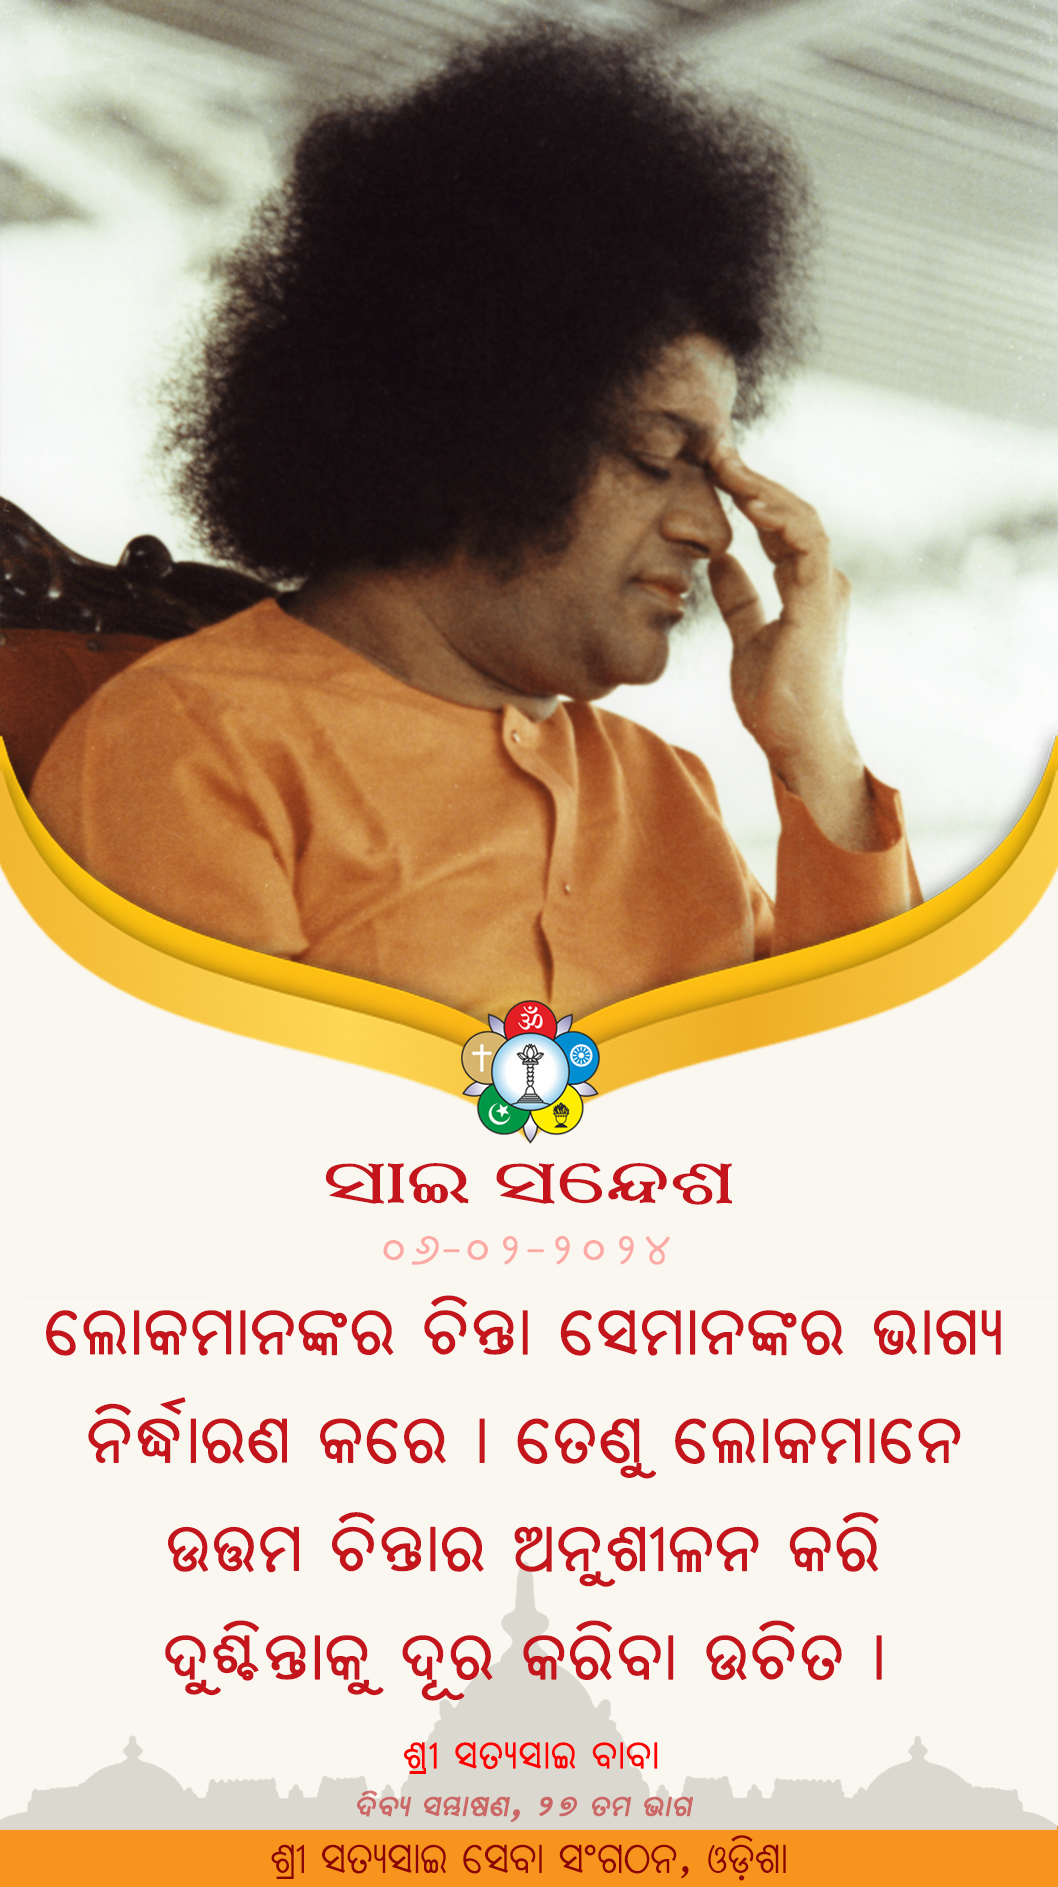 ॐ
ସାଇ ସନ୍ଦେଶ
୦୬-୦୨-୨୦୨୪
ଲୋକମାନଙ୍କର ଚିନ୍ତା ସେମାନଙ୍କର ଭାଗ୍ୟ
ନିର୍ଦ୍ଧାରଣ କରେ । ତେଣୁ ଲୋକମାନେ
ଉତ୍ତମ ଚିନ୍ତାର ଅନୁଶୀଳନ କରି
ଦୁଶ୍ଚିନ୍ତାକୁ ଦୂର କରିବା ଉଚିତ ।
ଶ୍ରୀ ସତ୍ୟସାଇ ବାବା
ଦିବ୍ୟ ସମ୍ଭାଷଣ, ୨୭ ତମ ଭାଗ
ଶ୍ରୀ ସତ୍ୟସାଇ ସେବା ସଂଗଠନ, ଓଡ଼ିଶା